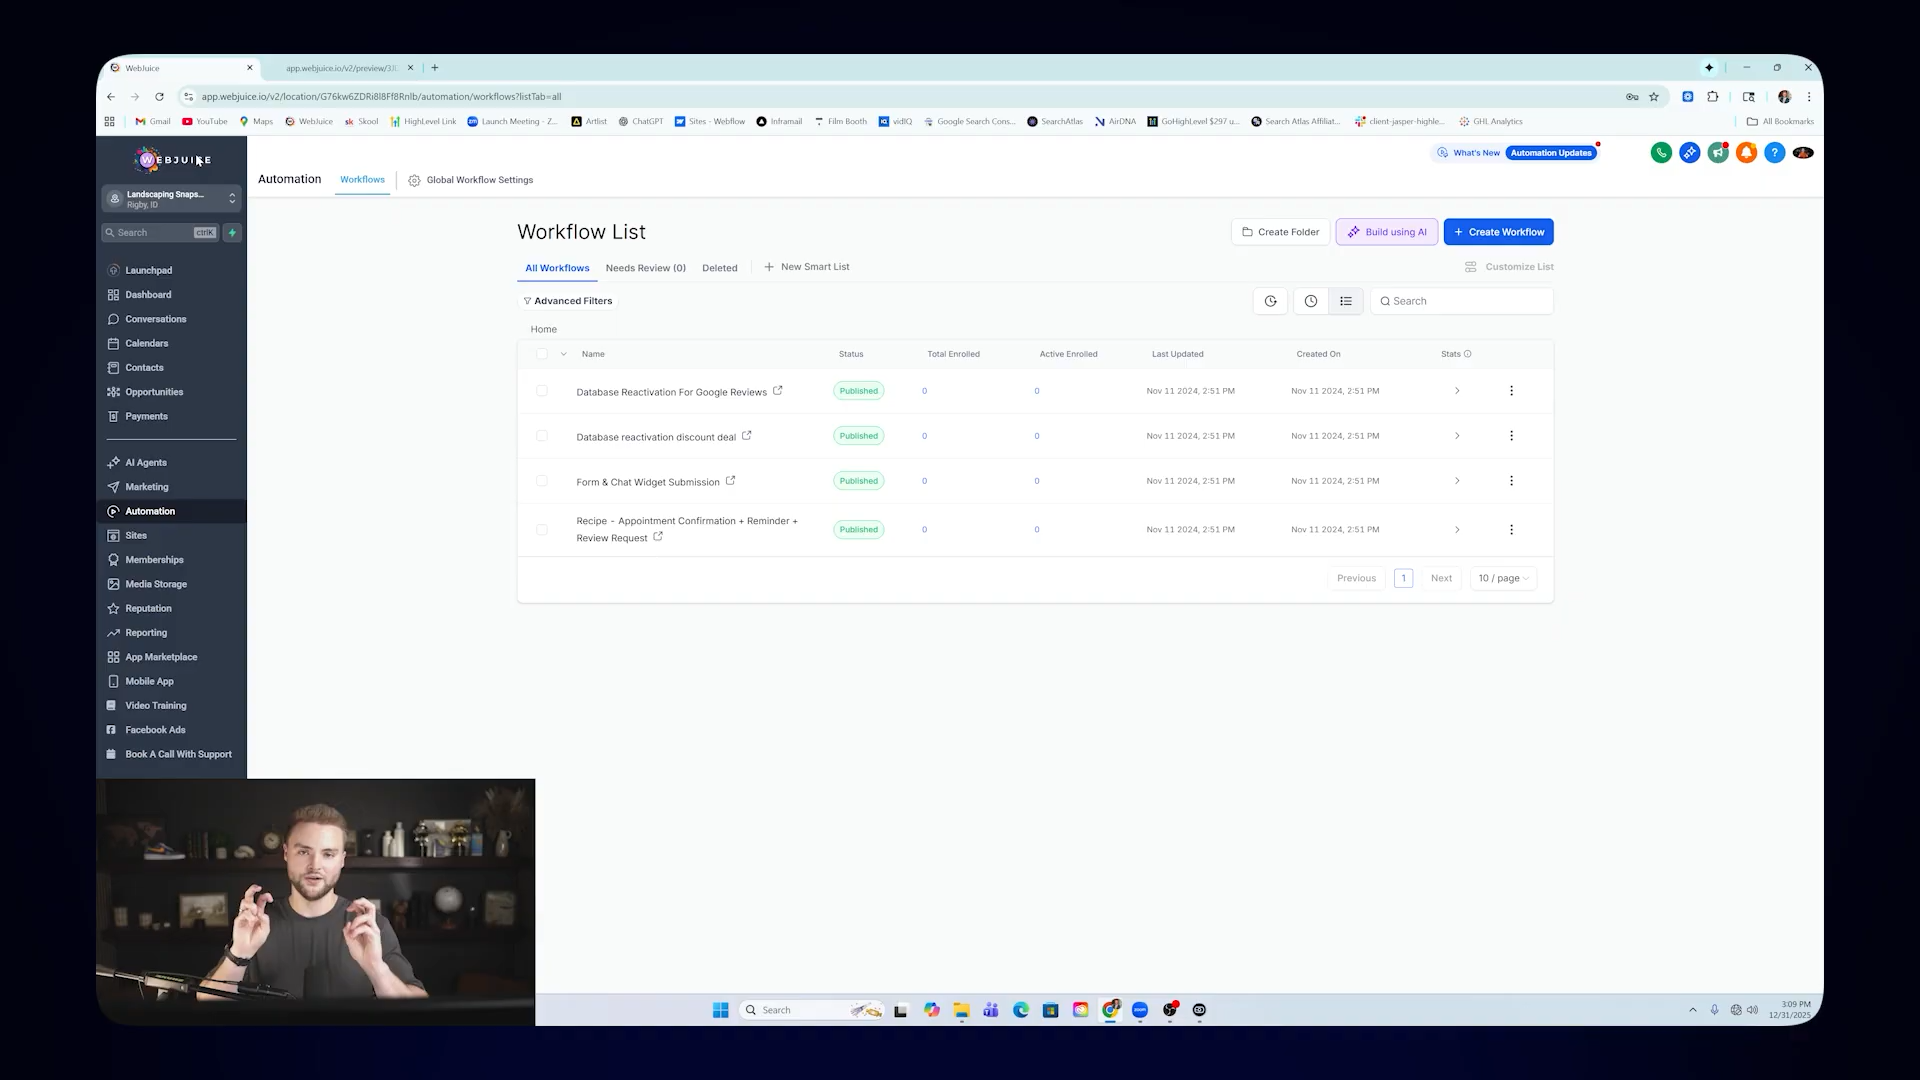 WebJuice
app.webjuice.io/v2/preview/3JL
app.webjuice.io/v2/location/G76kw6ZDRi8l8Ff8Rnlb/automation/workflows?listTab=all
Gmail
YouTube
Maps
WebJuice
Skool
HighLevel Link
Launch Meeting - Z...
Artlist
ChatGPT
Sites - Webflow
Inframail
Film Booth
vidIQ
Google Search Cons...
SearchAtlas
AirDNA
GoHighLevel $297 u...
Search Atlas Affiliat...
client-jasper-highle...
GHL Analytics
All Bookmarks
WEBJUICE
Landscaping Snaps...
Rigby, ID
Search
ctrlK
Launchpad
Dashboard
Conversations
Calendars
Contacts
Opportunities
Payments
AI Agents
Marketing
Automation
Sites
Memberships
Media Storage
Reputation
Reporting
App Marketplace
Mobile App
Video Training
Facebook Ads
Book A Call With Support
Automation
Workflows
Global Workflow Settings
What's New
Automation Updates
Workflow List
Create Folder
Build using AI
+ Create Workflow
All Workflows
Needs Review (0)
Deleted
+ New Smart List
Customize List
Advanced Filters
Search
Home
Name Status Total Enrolled Active Enrolled Last Updated Created On Stats
Database Reactivation For Google Reviews Published 0 0 Nov 11 2024, 2:51 PM Nov 11 2024, 2:51 PM
Database reactivation discount deal Published 0 0 Nov 11 2024, 2:51 PM Nov 11 2024, 2:51 PM
Form & Chat Widget Submission Published 0 0 Nov 11 2024, 2:51 PM Nov 11 2024, 2:51 PM
Recipe - Appointment Confirmation + Reminder +
Review Request Published 0 0 Nov 11 2024, 2:51 PM Nov 11 2024, 2:51 PM
Previous 1 Next 10 / page
Search
zoom
3:09 PM
12/31/2025